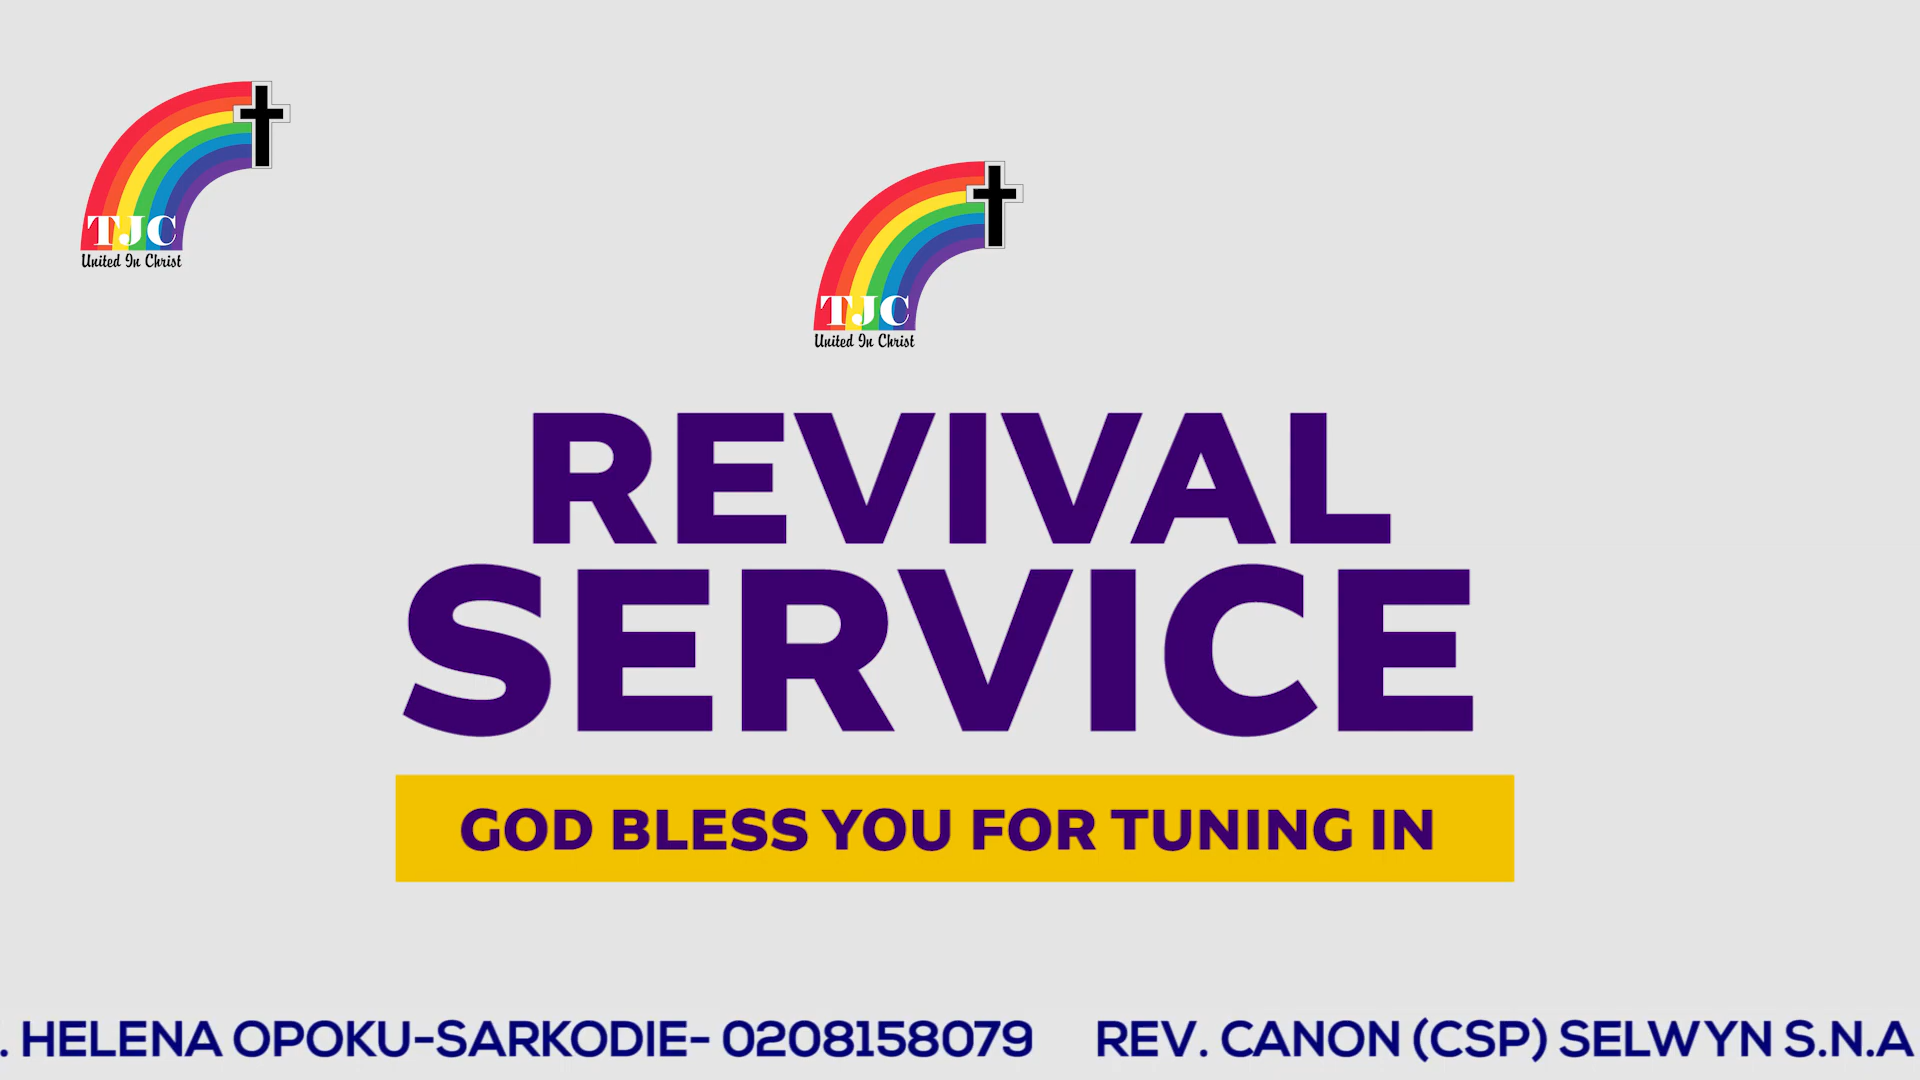 TJC
United In Christ
TJC
United In Christ
REVIVAL
SERVICE
GOD BLESS YOU FOR TUNING IN
. HELENA OPOKU-SARKODIE- 0208158079 REV. CANON (CSP) SELWYN S.N.A